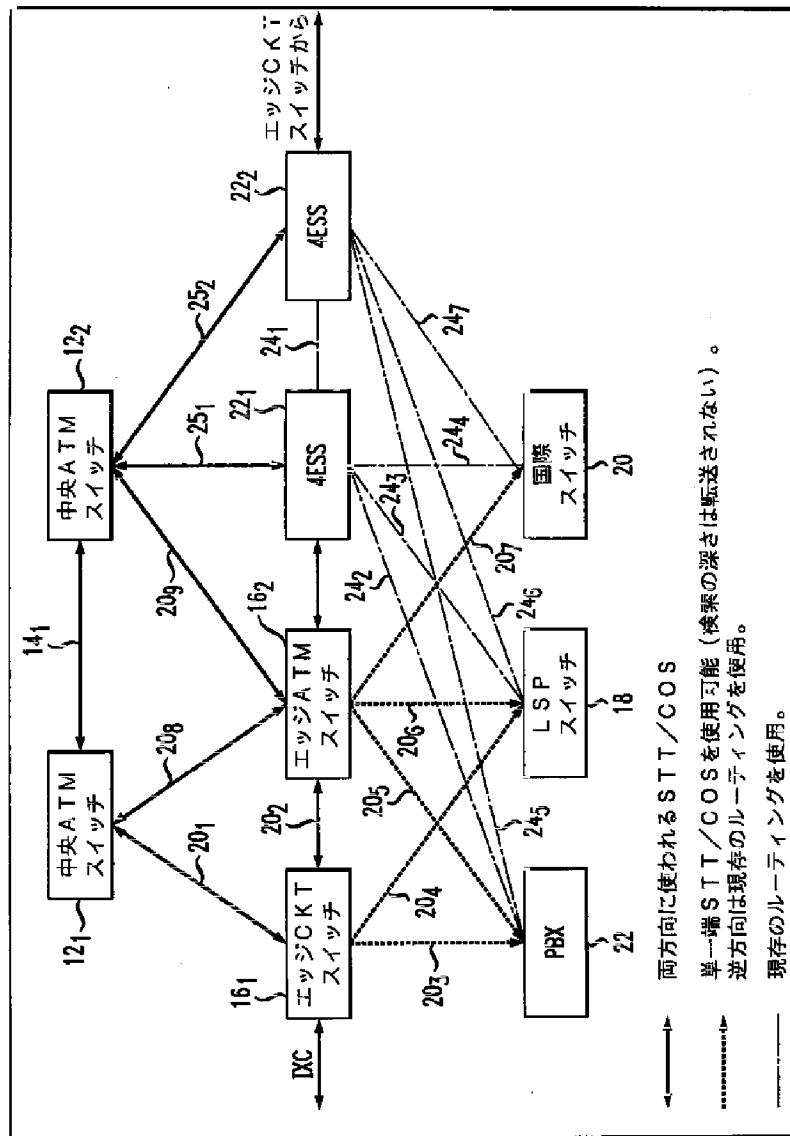 12₁
中央ATM
スイッチ
14₁
中央ATM
スイッチ
12₂
20₁
20₈
20₉
25₁
25₂
エッジCKT
スイッチから
IXC
16₁
エッジCKT
スイッチ
20₂
エッジATM
スイッチ
16₂
4ESS
22₁
24₁
4ESS
22₂
20₃
20₄
20₅
20₆
20₇
24₂
24₃
24₄
24₅
24₆
24₇
PBX
22
LSP
スイッチ
18
国際
スイッチ
20
両方向に使われるSTT/COS
単一端STT/COSを使用可能(検索の深さは転送されない)。
逆方向は現存のルーティングを使用。
現存のルーティングを使用。